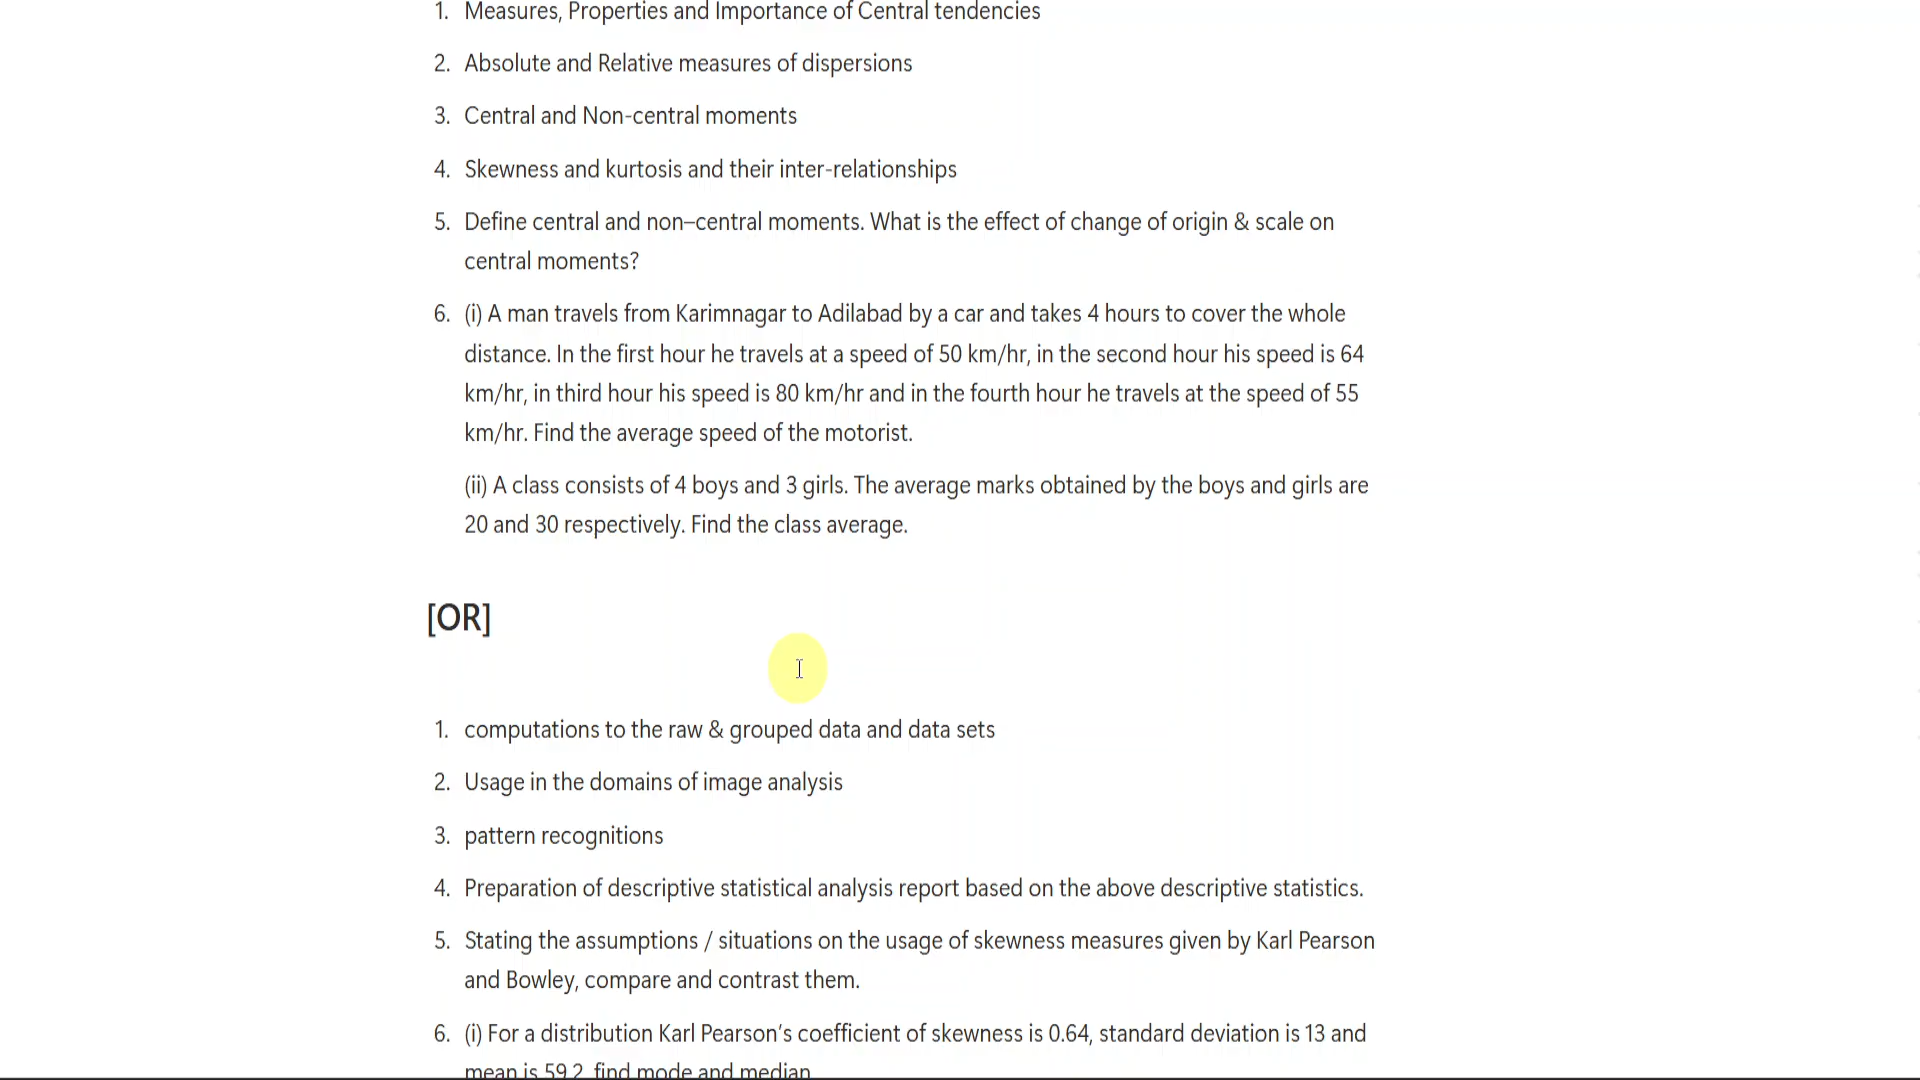 1. Measures, Properties and Importance of Central tendencies
2. Absolute and Relative measures of dispersions
3. Central and Non-central moments
4. Skewness and kurtosis and their inter-relationships
5. Define central and non–central moments. What is the effect of change of origin & scale on
central moments?
6. (i) A man travels from Karimnagar to Adilabad by a car and takes 4 hours to cover the whole
distance. In the first hour he travels at a speed of 50 km/hr, in the second hour his speed is 64
km/hr, in third hour his speed is 80 km/hr and in the fourth hour he travels at the speed of 55
km/hr. Find the average speed of the motorist.
(ii) A class consists of 4 boys and 3 girls. The average marks obtained by the boys and girls are
20 and 30 respectively. Find the class average.
[OR]
1. computations to the raw & grouped data and data sets
2. Usage in the domains of image analysis
3. pattern recognitions
4. Preparation of descriptive statistical analysis report based on the above descriptive statistics.
5. Stating the assumptions / situations on the usage of skewness measures given by Karl Pearson
and Bowley, compare and contrast them.
6. (i) For a distribution Karl Pearson's coefficient of skewness is 0.64, standard deviation is 13 and
mean is 59.2, find mode and median